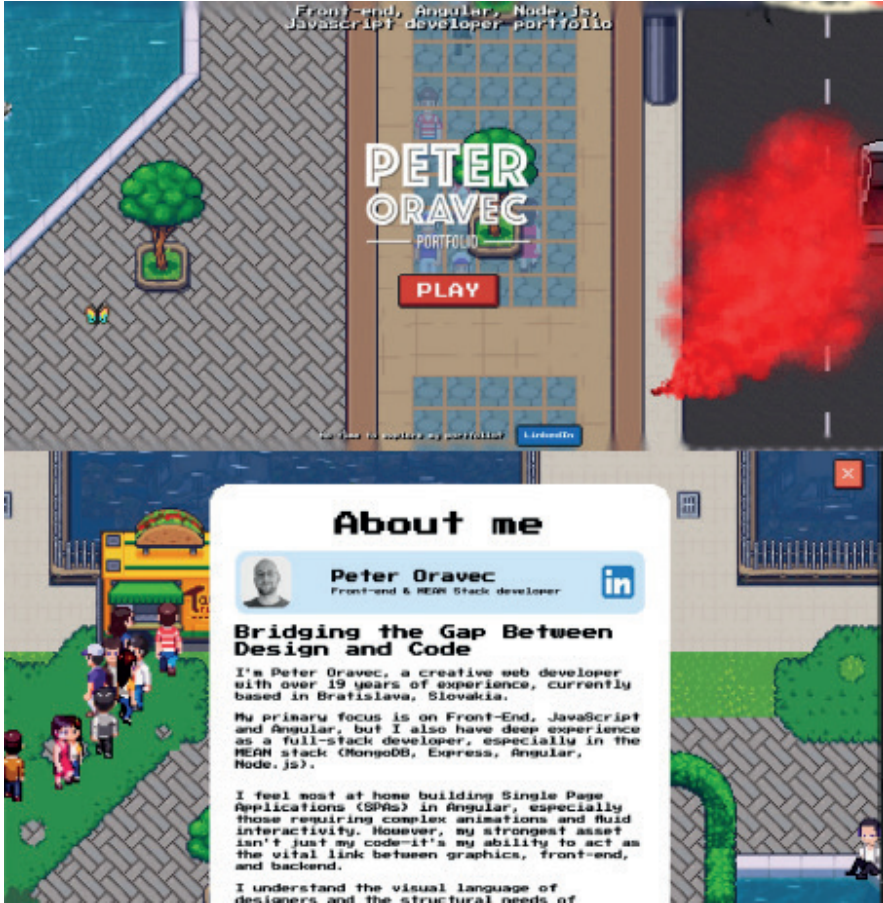 Front-end, Angular, Node.js,
Javascript developer portfolio
PETER
ORAVEC
PORTFOLIO
PLAY
No time to explore my portfolio?
LinkedIn
About me
Peter Oravec
Front-end & MEAN Stack developer
in
Bridging the Gap Between
Design and Code
I'm Peter Oravec, a creative web developer
with over 19 years of experience, currently
based in Bratislava, Slovakia.
My primary focus is on Front-End, JavaScript
and Angular, but I also have deep experience
as a full-stack developer, especially in the
MEAN stack (MongoDB, Express, Angular,
Node.js).
I feel most at home building Single Page
Applications (SPAs) in Angular, especially
those requiring complex animations and fluid
interactivity. However, my strongest asset
isn't just my code—it's my ability to act as
the vital link between graphics, front-end,
and backend.
I understand the visual language of
designers and the structural needs of